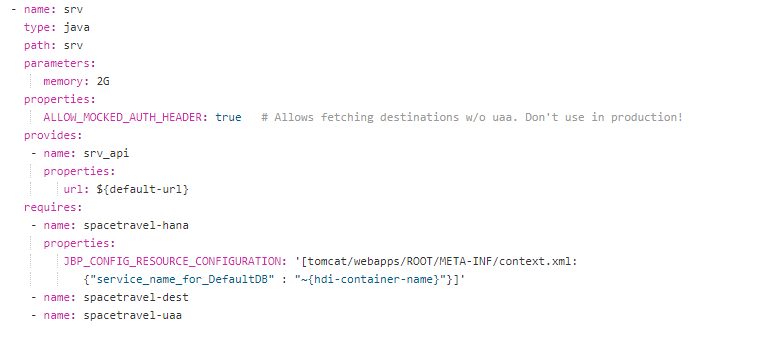 - name: srv
type: java
path: srv
parameters:
memory: 2G
properties:
ALLOW_MOCKED_AUTH_HEADER: true   # Allows fetching destinations w/o uaa. Don't use in production!
provides:
- name: srv_api
properties:
url: ${default-url}
requires:
- name: spacetravel-hana
properties:
JBP_CONFIG_RESOURCE_CONFIGURATION: '[tomcat/webapps/ROOT/META-INF/context.xml:
{"service_name_for_DefaultDB" : "~{hdi-container-name}"}]'
- name: spacetravel-dest
- name: spacetravel-uaa